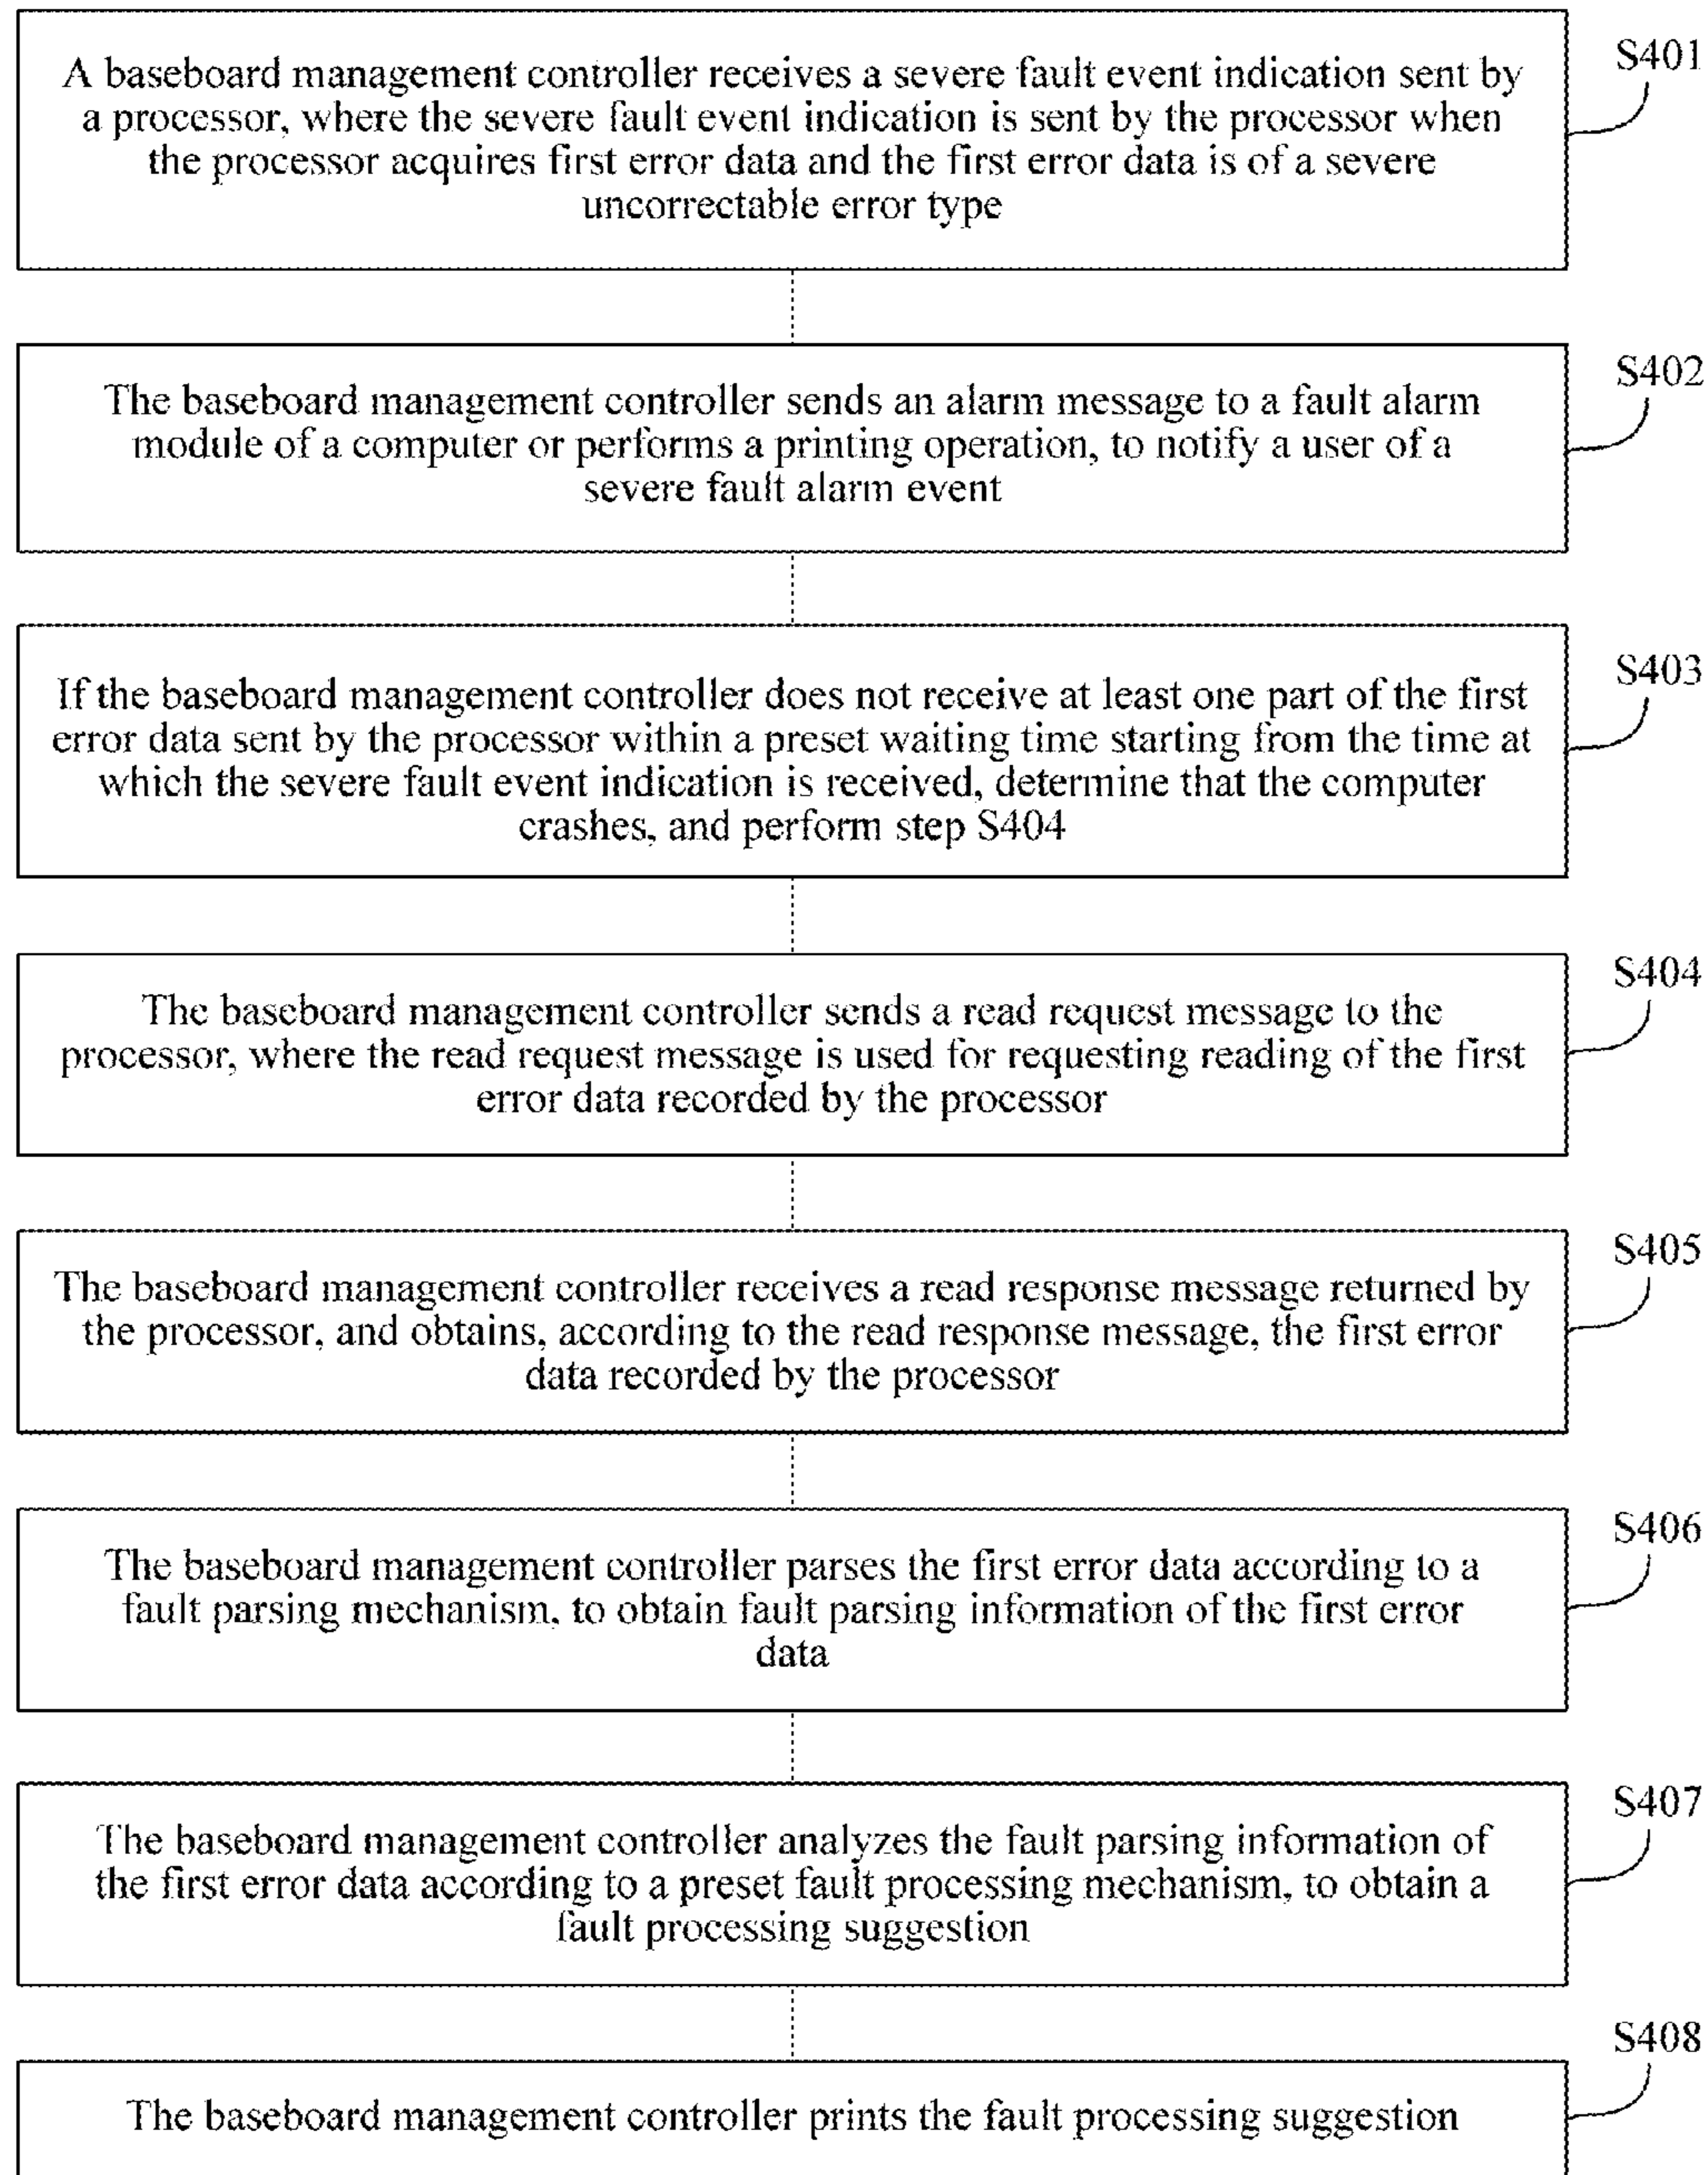 S401
A baseboard management controller receives a severe fault event indication sent by
a processor, where the severe fault event indication is sent by the processor when
the processor acquires first error data and the first error data is of a severe
uncorrectable error type
S402
The baseboard management controller sends an alarm message to a fault alarm
module of a computer or performs a printing operation, to notify a user of a
severe fault alarm event
S403
If the baseboard management controller does not receive at least one part of the first
error data sent by the processor within a preset waiting time starting from the time at
which the severe fault event indication is received, determine that the computer
crashes, and perform step S404
S404
The baseboard management controller sends a read request message to the
processor, where the read request message is used for requesting reading of the first
error data recorded by the processor
S405
The baseboard management controller receives a read response message returned by
the processor, and obtains, according to the read response message, the first error
data recorded by the processor
S406
The baseboard management controller parses the first error data according to a
fault parsing mechanism, to obtain fault parsing information of the first error
data
S407
The baseboard management controller analyzes the fault parsing information of
the first error data according to a preset fault processing mechanism, to obtain a
fault processing suggestion
S408
The baseboard management controller prints the fault processing suggestion